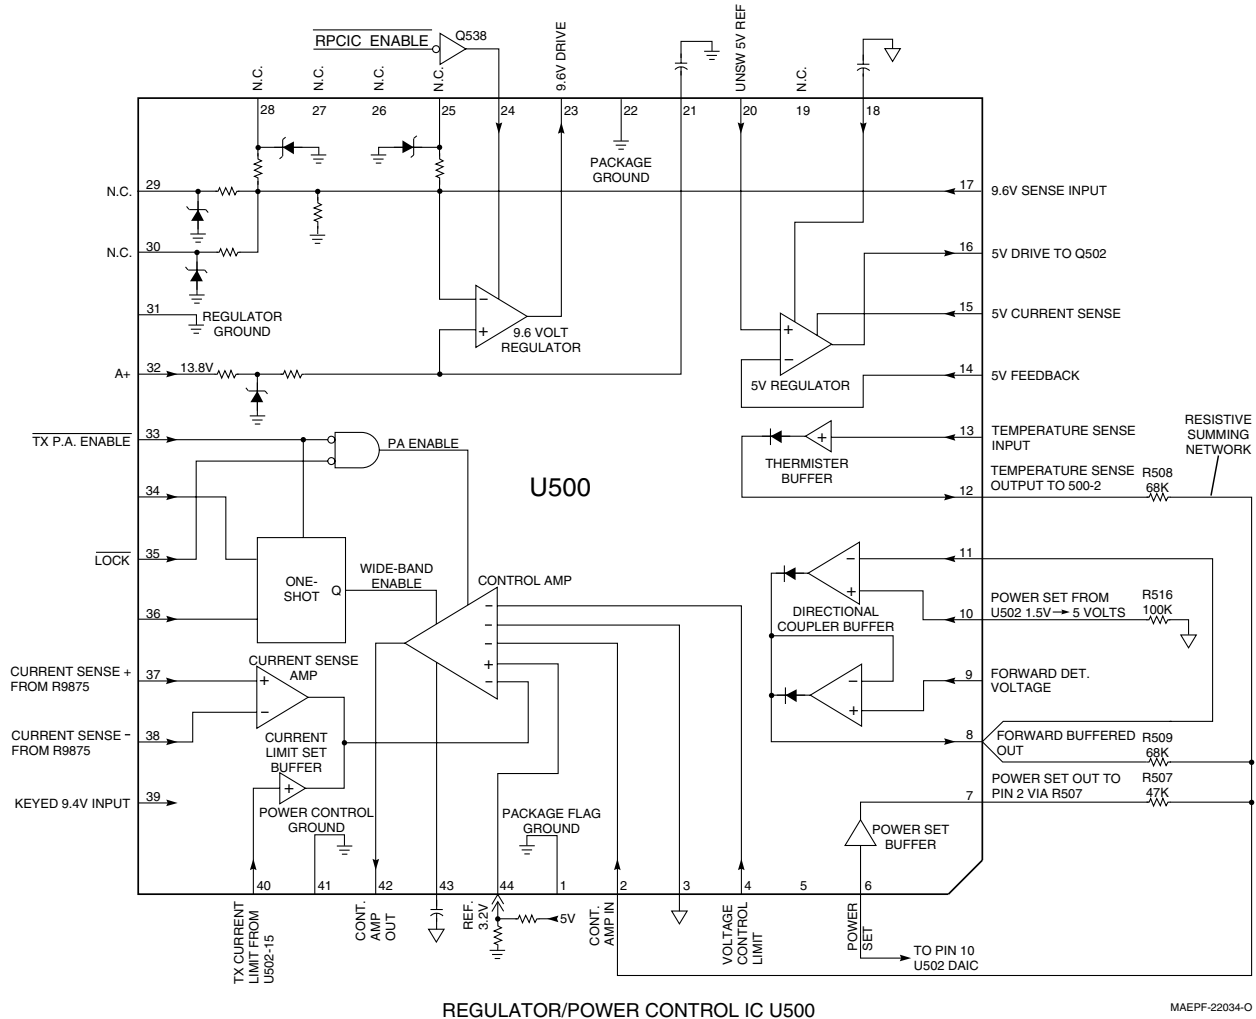 RPCIC ENABLE
Q538
N.C.
N.C.
N.C.
N.C.
9.6V DRIVE
UNSW 5V REF
N.C.
28
27
26
25
24
23
22
21
20
19
18
PACKAGE
GROUND
N.C.
29
17
9.6V SENSE INPUT
N.C.
30
16
5V DRIVE TO Q502
31
REGULATOR
GROUND
−
+
9.6 VOLT
REGULATOR
+
−
5V REGULATOR
15
5V CURRENT SENSE
A+
32
13.8V
14
5V FEEDBACK
TX P.A. ENABLE
33
PA ENABLE
+
THERMISTER
BUFFER
13
TEMPERATURE SENSE
INPUT
RESISTIVE
SUMMING
NETWORK
34
U500
12
TEMPERATURE SENSE
OUTPUT TO 500-2
R508
68K
LOCK
35
ONE-
SHOT
Q
WIDE-BAND
ENABLE
CONTROL AMP
−
−
−
+
−
−
+
DIRECTIONAL
COUPLER BUFFER
11
36
10
POWER SET FROM
U502 1.5V→5 VOLTS
R516
100K
CURRENT SENSE +
FROM R9875
37
CURRENT SENSE
AMP
+
−
−
+
9
FORWARD DET.
VOLTAGE
CURRENT SENSE −
FROM R9875
38
CURRENT
LIMIT SET
BUFFER
+
8
FORWARD BUFFERED
OUT
R509
68K
KEYED 9.4V INPUT
39
POWER CONTROL
GROUND
PACKAGE FLAG
GROUND
7
POWER SET OUT TO
PIN 2 VIA R507
R507
47K
POWER SET
BUFFER
40
41
42
43
44
1
2
3
4
5
6
TX CURRENT
LIMIT FROM
U502-15
CONT.
AMP
OUT
REF.
3.2V
5V
CONT.
AMP IN
VOLTAGE
CONTROL
LIMIT
POWER
SET
TO PIN 10
U502 DAIC
REGULATOR/POWER CONTROL IC U500
MAEPF-22034-O